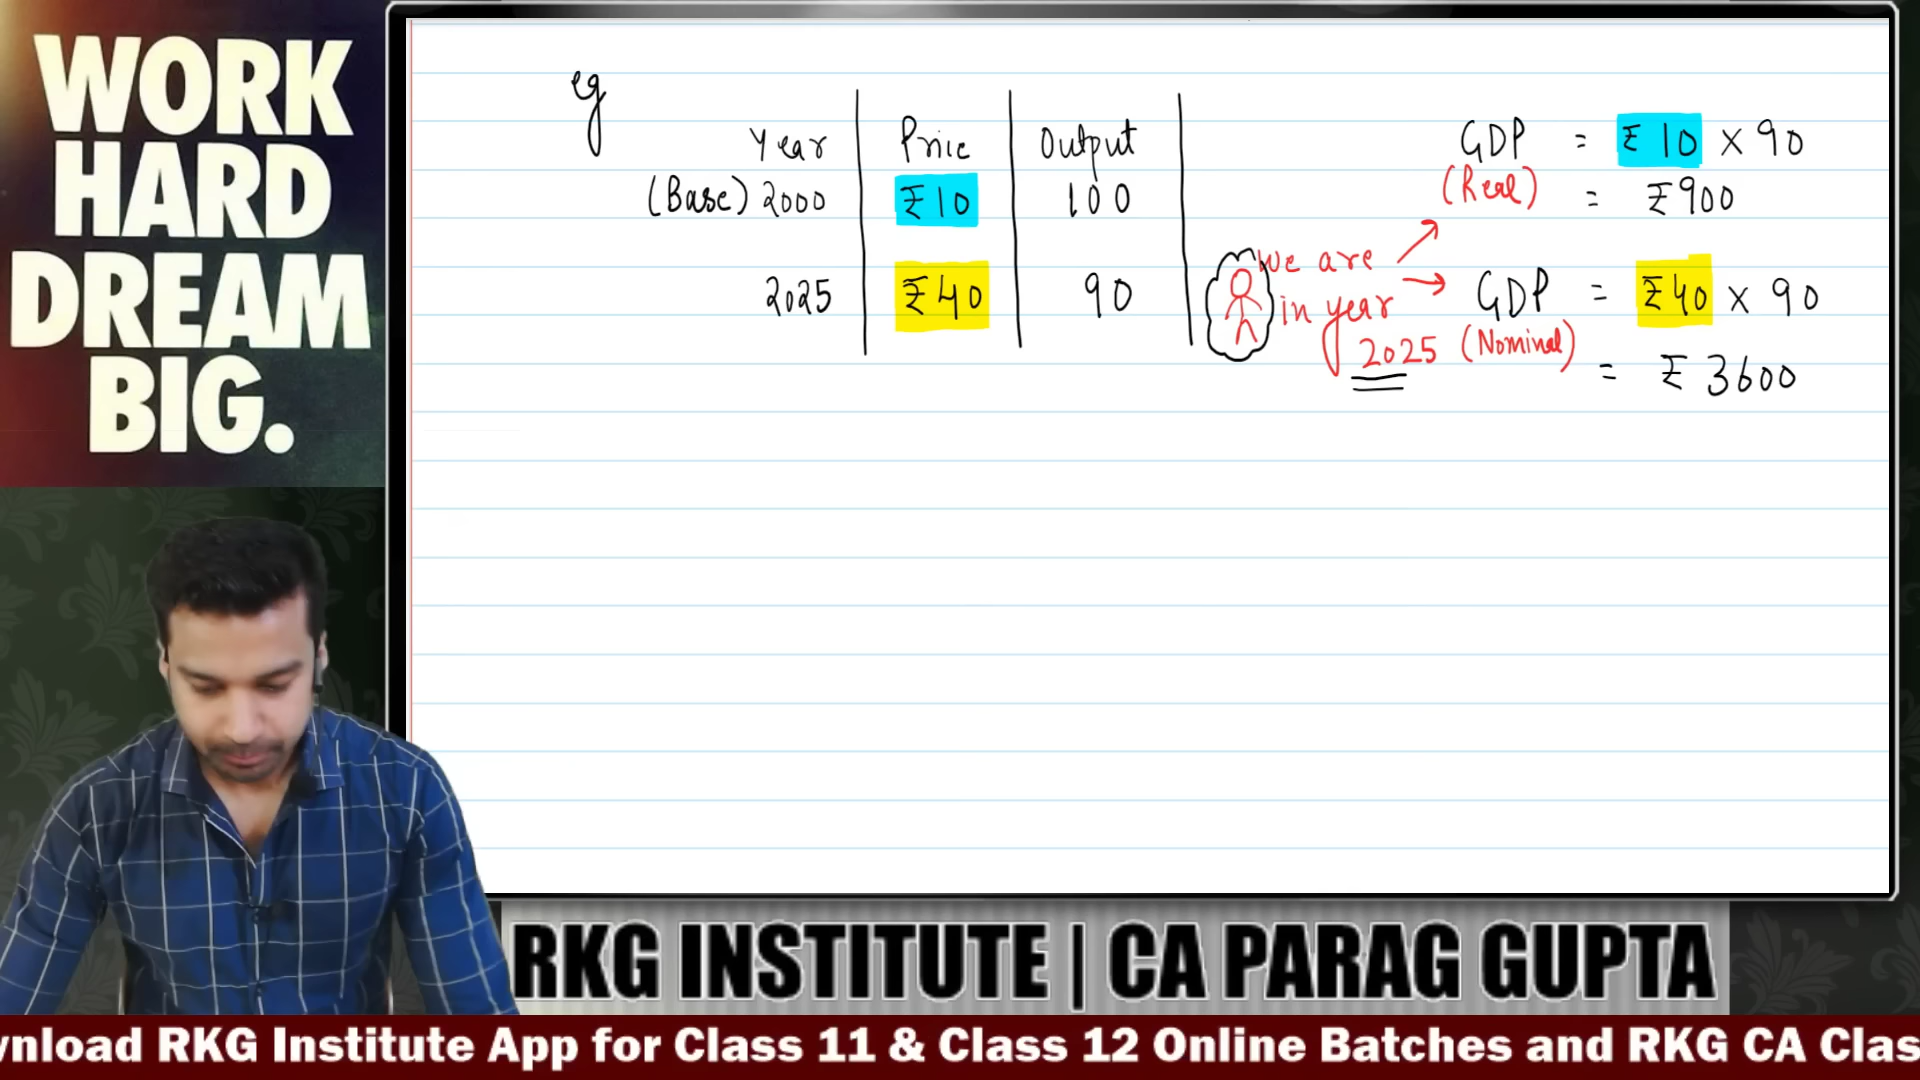 WORK
HARD
DREAM
BIG.
eg
Year | Price | Output
(Base) 2000 | ₹10 | 100
2025 | ₹40 | 90
we are
in year
2025
GDP = ₹10 × 90
(Real) = ₹900
GDP = ₹40 × 90
(Nominal)
= ₹3600
RKG INSTITUTE | CA PARAG GUPTA
wnload RKG Institute App for Class 11 & Class 12 Online Batches and RKG CA Clas